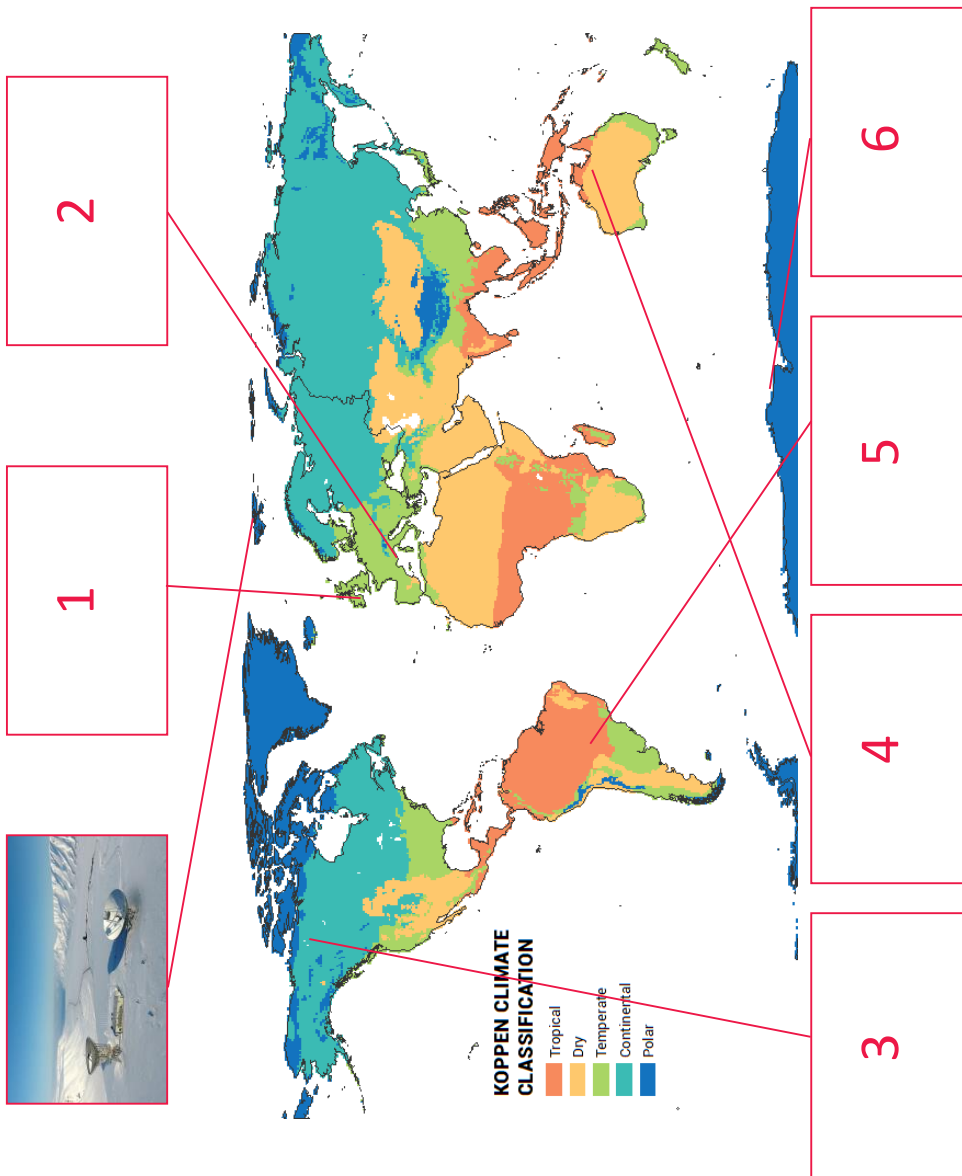 1
2
KOPPEN CLIMATE
CLASSIFICATION
Tropical
Dry
Temperate
Continental
Polar
3
4
5
6